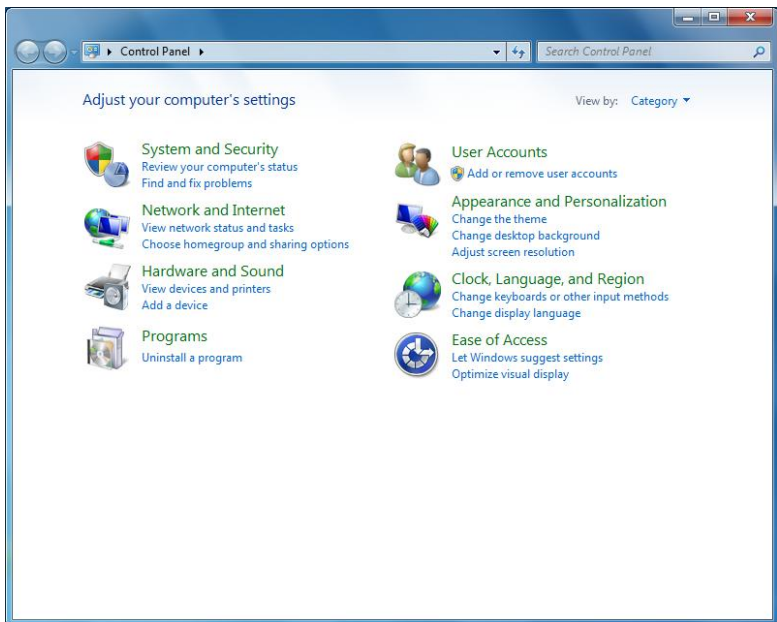 Control Panel
Search Control Panel
Adjust your computer's settings
View by: Category
System and Security
Review your computer's status
Find and fix problems
Network and Internet
View network status and tasks
Choose homegroup and sharing options
Hardware and Sound
View devices and printers
Add a device
Programs
Uninstall a program
User Accounts
Add or remove user accounts
Appearance and Personalization
Change the theme
Change desktop background
Adjust screen resolution
Clock, Language, and Region
Change keyboards or other input methods
Change display language
Ease of Access
Let Windows suggest settings
Optimize visual display